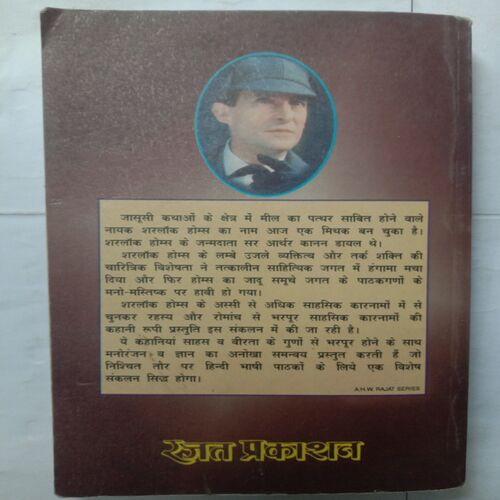 जासूसी कथाओं के क्षेत्र में मील का पत्थर साबित होने वाले
नायक शरलॉक होम्स का नाम आज एक मिथक बन चुका है।
शरलॉक होम्स के जन्मदाता सर आर्थर कानन डायल थे।
शरलॉक होम्स के लम्बे उजले व्यक्तित्व और तर्क शक्ति की
चारित्रिक विशेषता ने तत्कालीन साहित्यिक जगत में हंगामा मचा
दिया और फिर होम्स का जादू समूचे जगत के पाठकगणों के
मनो-मस्तिष्क पर हावी हो गया।
शरलॉक होम्स के अस्सी से अधिक साहसिक कारनामों में से
चुनकर रहस्य और रोमांच से भरपूर साहसिक कारनामों की
कहानी रूपी प्रस्तुति इस संकलन में की जा रही है।
ये कहानियां साहस व वीरता के गुणों से भरपूर होने के साथ
मनोरंजन व ज्ञान का अनोखा समन्वय प्रस्तुत करती हैं जो
निश्चित तौर पर हिन्दी भाषी पाठकों के लिये एक विशेष
संकलन सिद्ध होगा।
A.H.W. RAJAT SERIES
रजत प्रकाशन